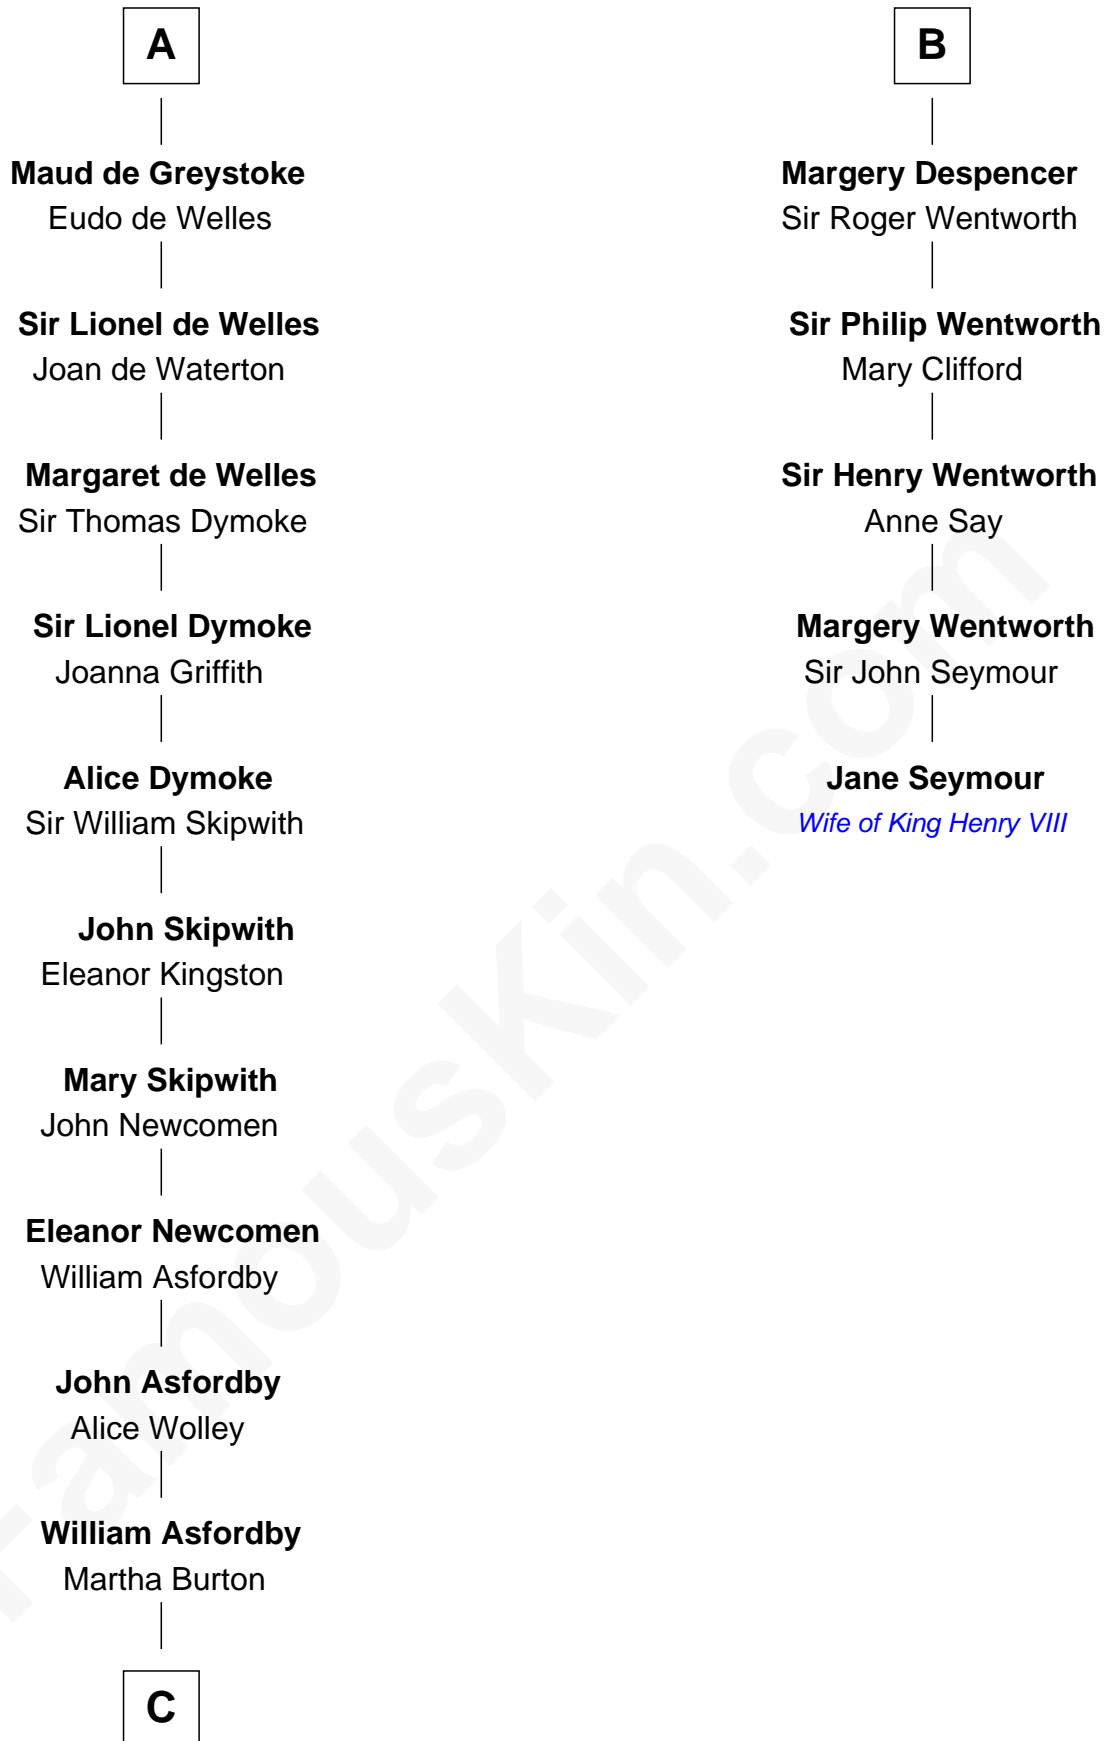 A
Maud de Greystoke
Eudo de Welles
Sir Lionel de Welles
Joan de Waterton
Margaret de Welles
Sir Thomas Dymoke
Sir Lionel Dymoke
Joanna Griffith
Alice Dymoke
Sir William Skipwith
John Skipwith
Eleanor Kingston
Mary Skipwith
John Newcomen
Eleanor Newcomen
William Asfordby
John Asfordby
Alice Wolley
William Asfordby
Martha Burton
C
B
Margery Despencer
Sir Roger Wentworth
Sir Philip Wentworth
Mary Clifford
Sir Henry Wentworth
Anne Say
Margery Wentworth
Sir John Seymour
Jane Seymour
Wife of King Henry VIII
FamousKin.com